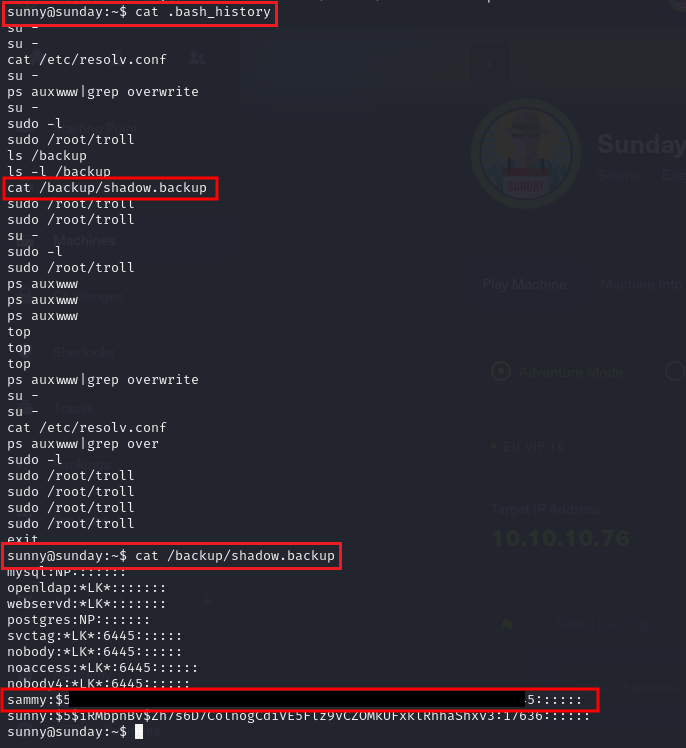 sunny@sunday:~$ cat .bash_history
su -
su -
cat /etc/resolv.conf
su -
ps auxwww|grep overwrite
su -
sudo -l
sudo /root/troll
ls /backup
ls -l /backup
cat /backup/shadow.backup
sudo /root/troll
sudo /root/troll
su -
sudo -l
sudo /root/troll
ps auxwww
ps auxwww
ps auxwww
top
top
top
ps auxwww|grep overwrite
su -
su -
cat /etc/resolv.conf
ps auxwww|grep over
sudo -l
sudo /root/troll
sudo /root/troll
sudo /root/troll
sudo /root/troll
exit
sunny@sunday:~$ cat /backup/shadow.backup
mysql:NP:::::::
openldap:*LK*:::::::
webservd:*LK*:::::::
postgres:NP:::::::
svctag:*LK*:6445::::::
nobody:*LK*:6445::::::
noaccess:*LK*:6445::::::
nobody4:*LK*:6445::::::
sammy:$5 5::::::
sunny:$5$iRMbpnBv$Zh7s6D7ColnogCdiVE5Flz9vCZOMkUFxklRhhaShxv3:17636::::::
sunny@sunday:~$
Sunday
SUNDAY
Machines
Sherlocks
Tracks
Play Machine
Machine Info
Adventure Mode
Target IP Address
10.10.10.76